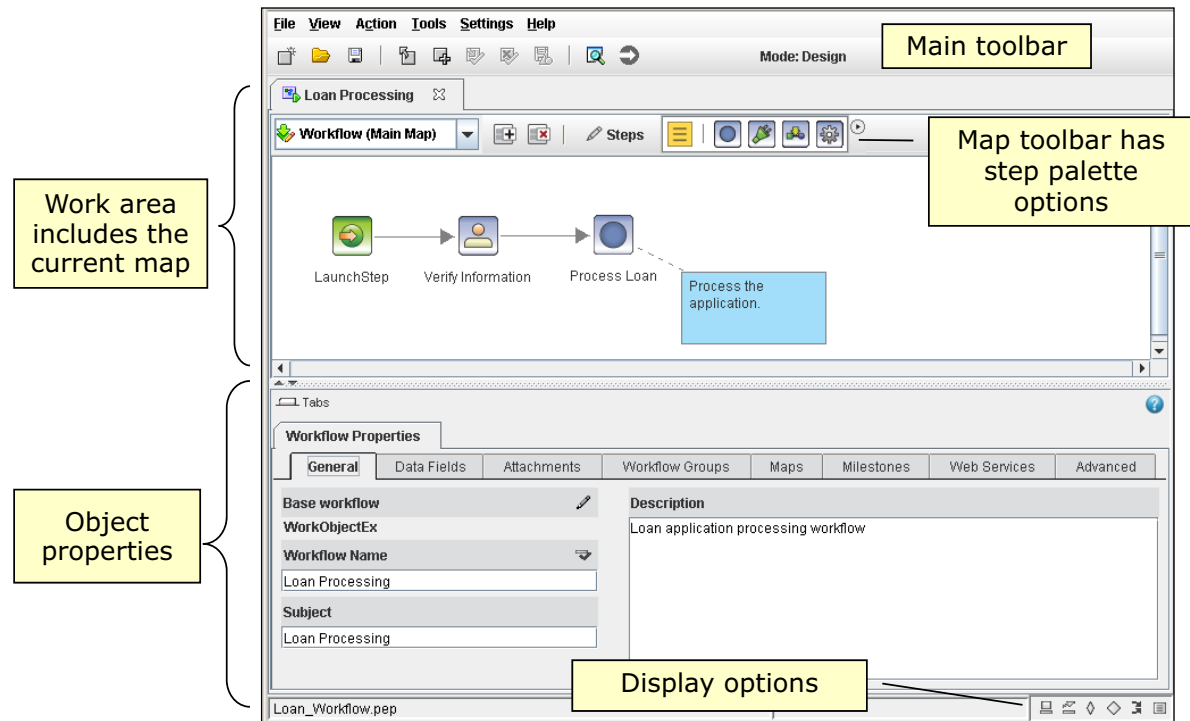 File View Action Tools Settings Help
Mode: Design
Main toolbar
Loan Processing
Workflow (Main Map)
Steps
Map toolbar has
step palette
options
Work area
includes the
current map
LaunchStep
Verify Information
Process Loan
Process the
application.
Tabs
Workflow Properties
General Data Fields Attachments Workflow Groups Maps Milestones Web Services Advanced
Object
properties
Base workflow
WorkObjectEx
Workflow Name
Loan Processing
Subject
Loan Processing
Description
Loan application processing workflow
Display options
Loan_Workflow.pep